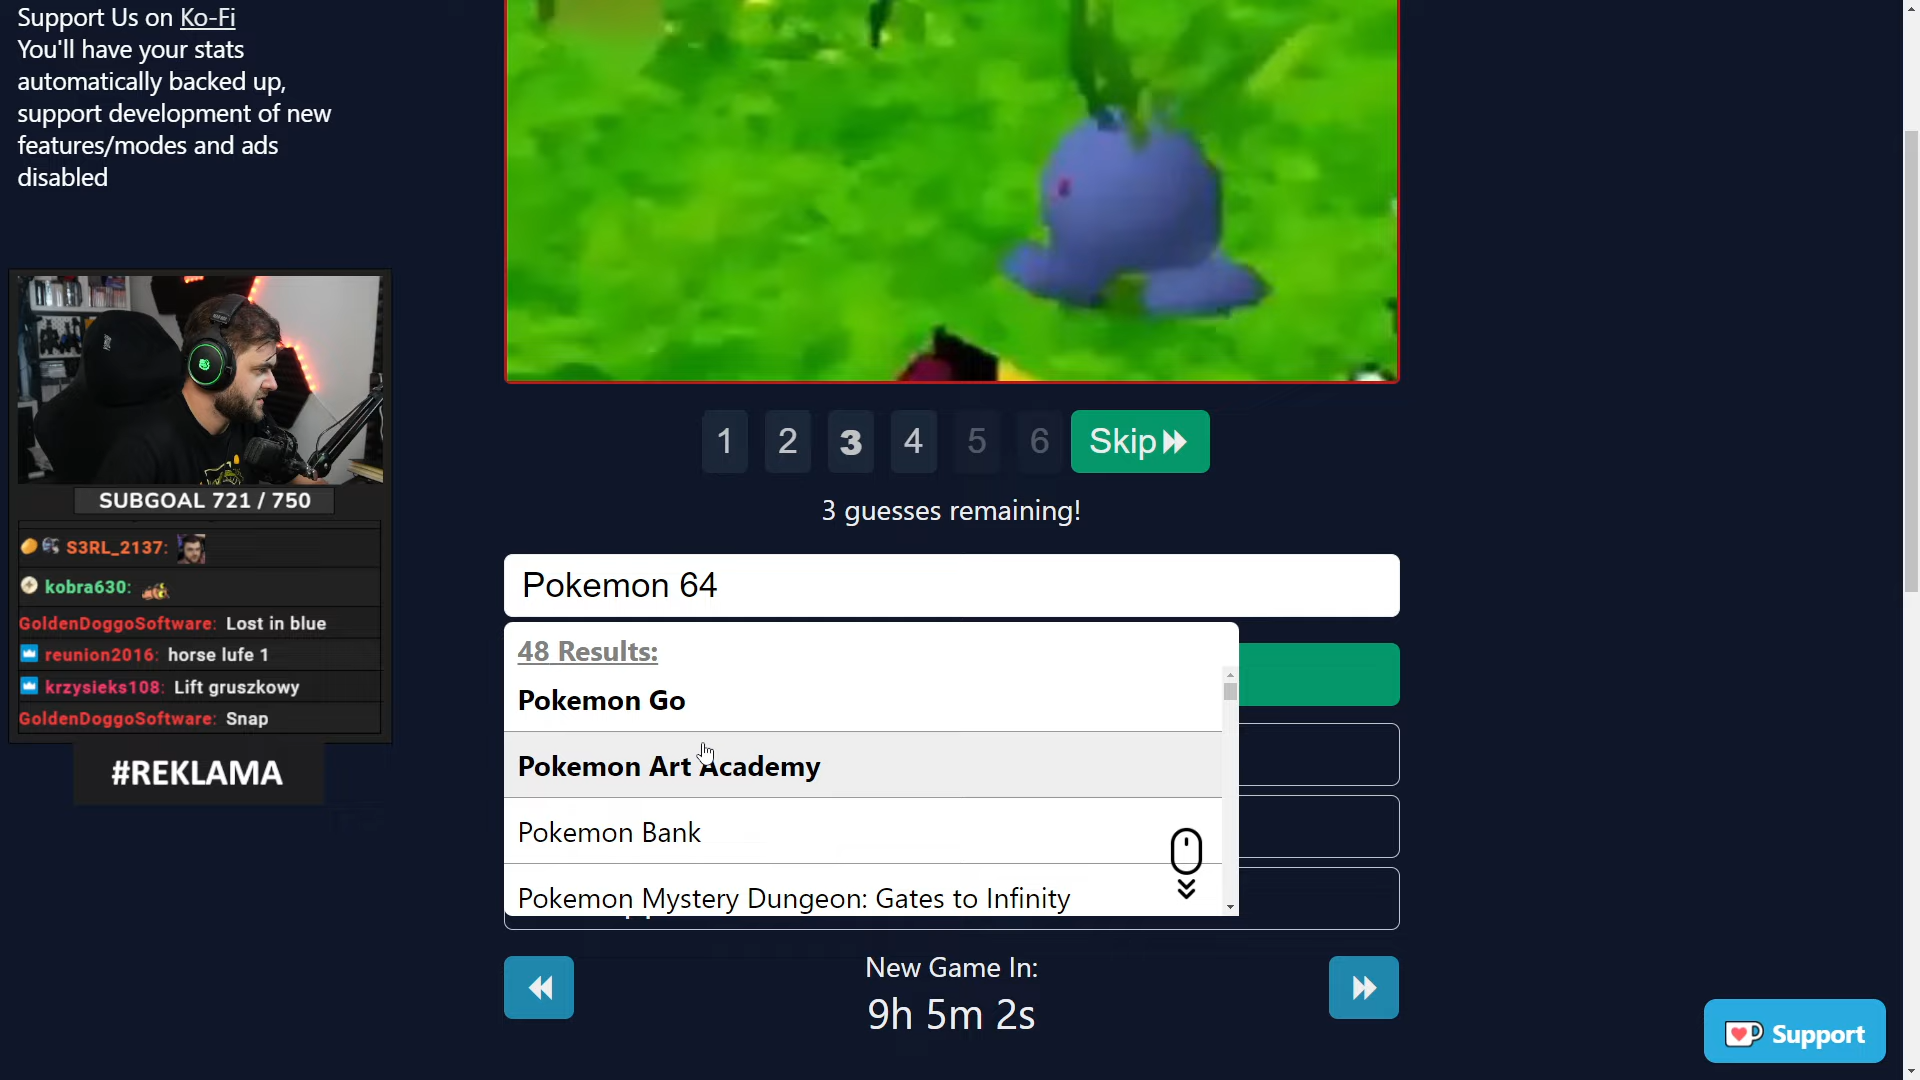 Support Us on Ko-Fi
You'll have your stats
automatically backed up,
support development of new
features/modes and ads
disabled
SUBGOAL 721 / 750
S3RL_2137:
kobra630:
GoldenDoggoSoftware: Lost in blue
reunion2016: horse lufe 1
krzysieks108: Lift gruszkowy
GoldenDoggoSoftware: Snap
#REKLAMA
1 2 3 4 5 6 Skip
3 guesses remaining!
Pokemon 64
48 Results:
Pokemon Go
Pokemon Art Academy
Pokemon Bank
Pokemon Mystery Dungeon: Gates to Infinity
New Game In:
9h 5m 2s
Support